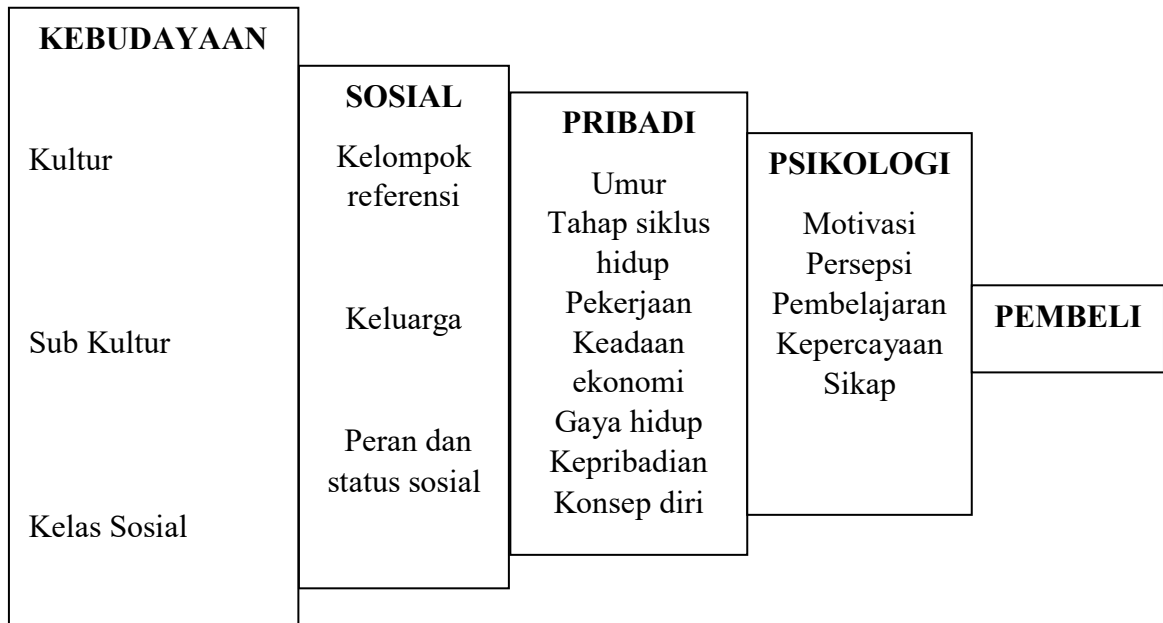 KEBUDAYAAN
Kultur
Sub Kultur
Kelas Sosial
SOSIAL
Kelompok
referensi
Keluarga
Peran dan
status sosial
PRIBADI
Umur
Tahap siklus
hidup
Pekerjaan
Keadaan
ekonomi
Gaya hidup
Kepribadian
Konsep diri
PSIKOLOGI
Motivasi
Persepsi
Pembelajaran
Kepercayaan
Sikap
PEMBELI